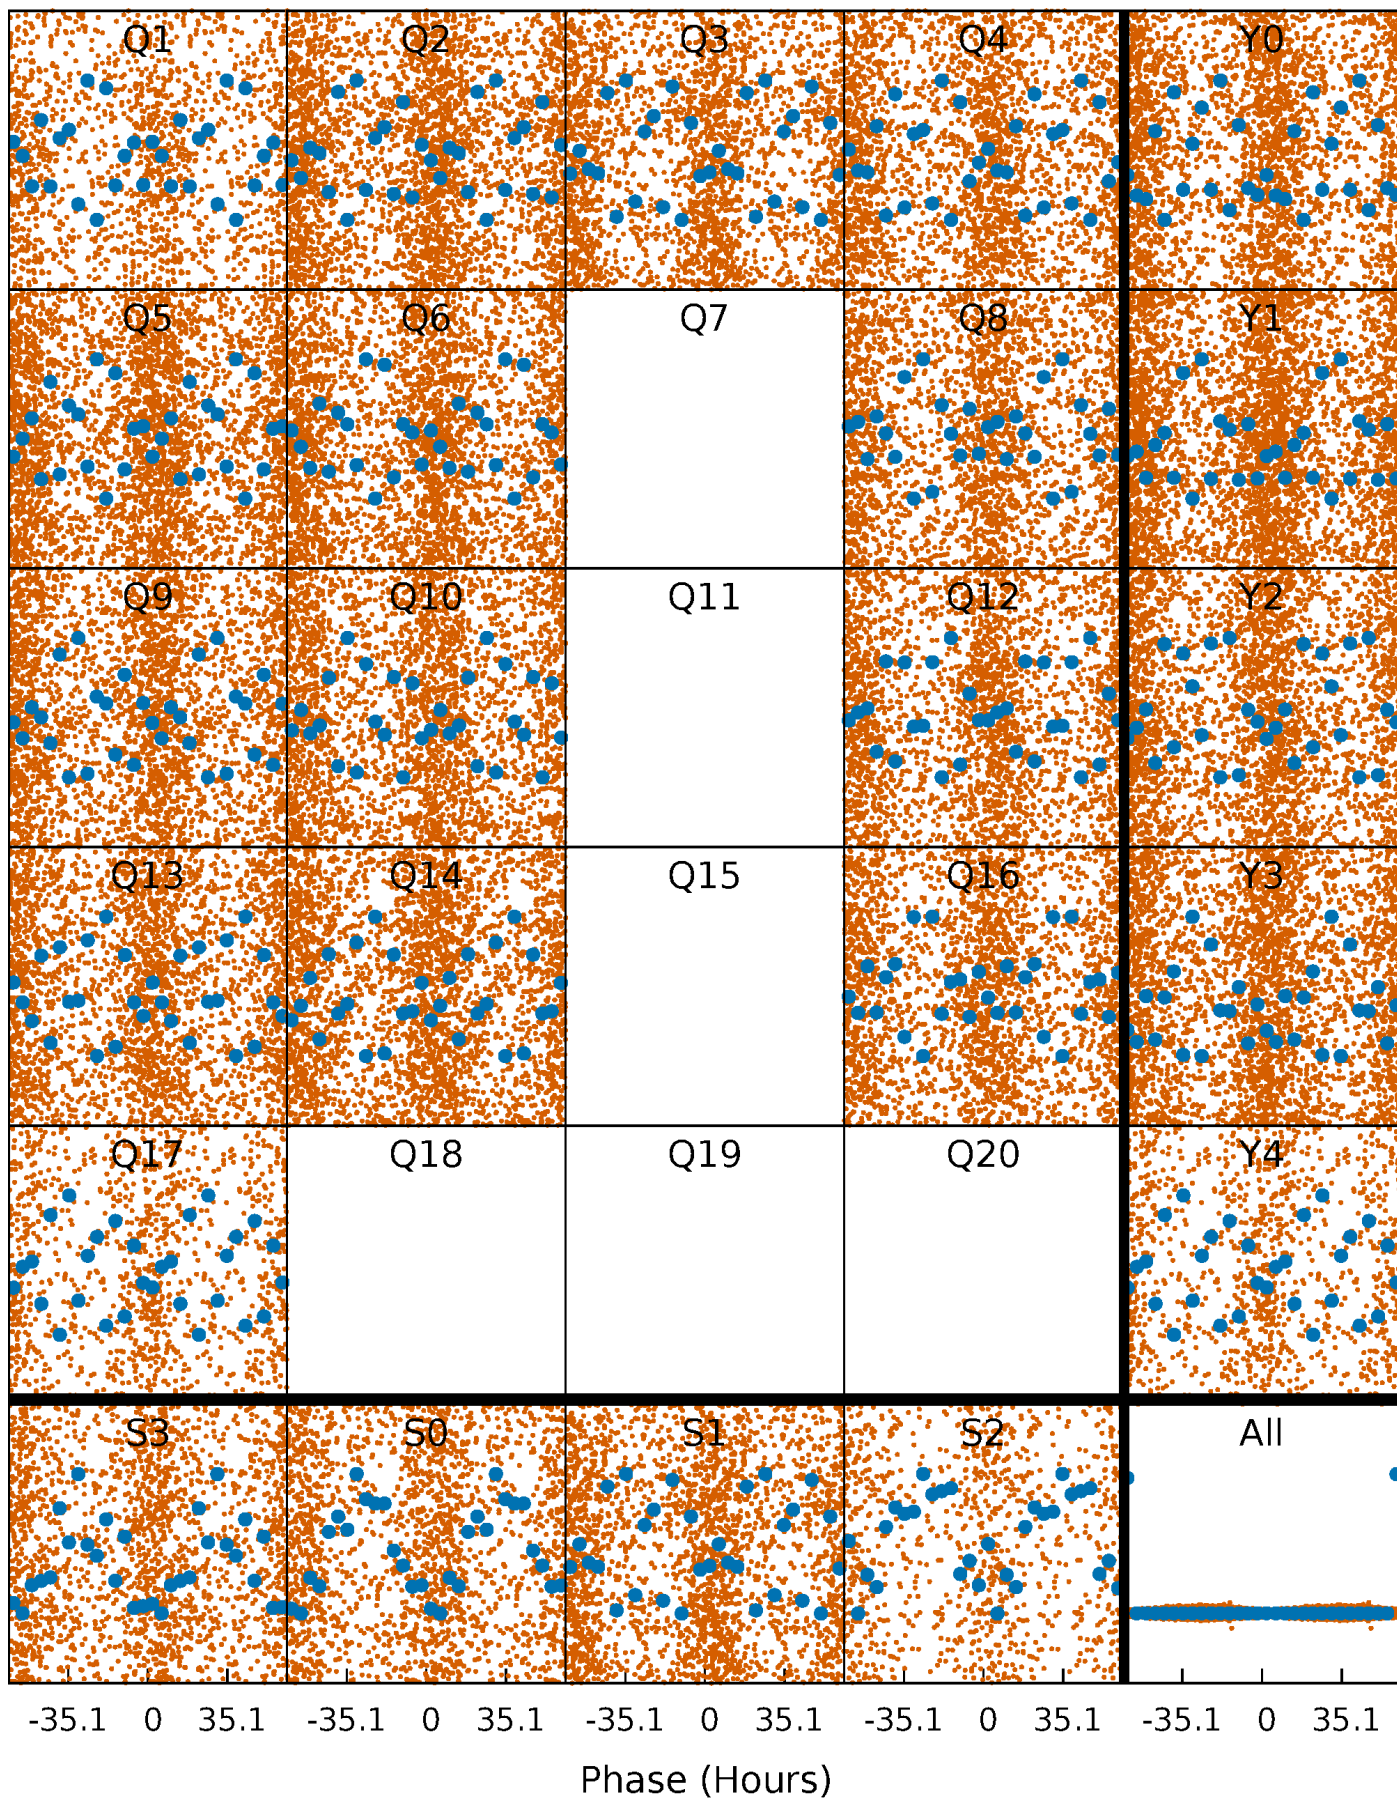 Q1 Q2 Q3 Q4 Y0
Q5 Q6 Q7 Q8 Y1
Q9 Q10 Q11 Q12 Y2
Q13 Q14 Q15 Q16 Y3
Q17 Q18 Q19 Q20 Y4
S3 S0 S1 S2 All
-35.1 0 35.1 -35.1 0 35.1 -35.1 0 35.1 -35.1 0 35.1 -35.1 0 35.1
Phase (Hours)